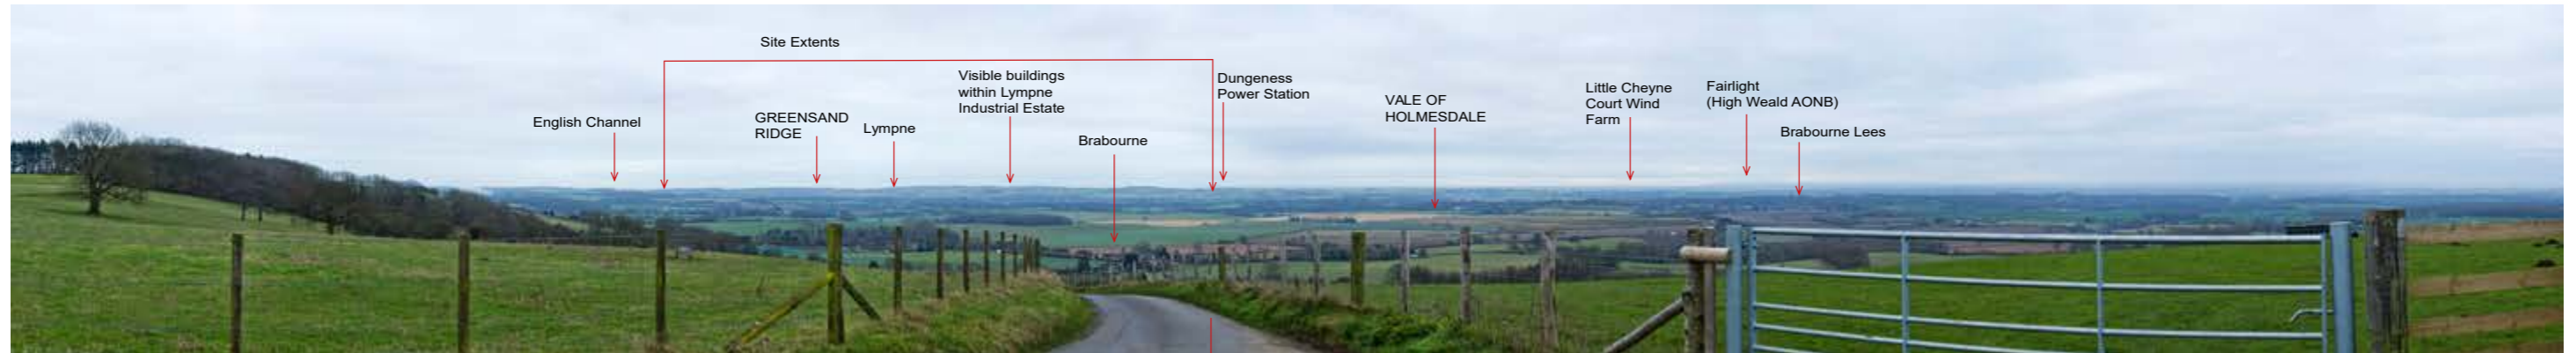 Site Extents
English Channel
GREENSAND
RIDGE
Lympne
Visible buildings
within Lympne
Industrial Estate
Brabourne
Dungeness
Power Station
VALE OF
HOLMESDALE
Little Cheyne
Court Wind
Farm
Fairlight
(High Weald AONB)
Brabourne Lees